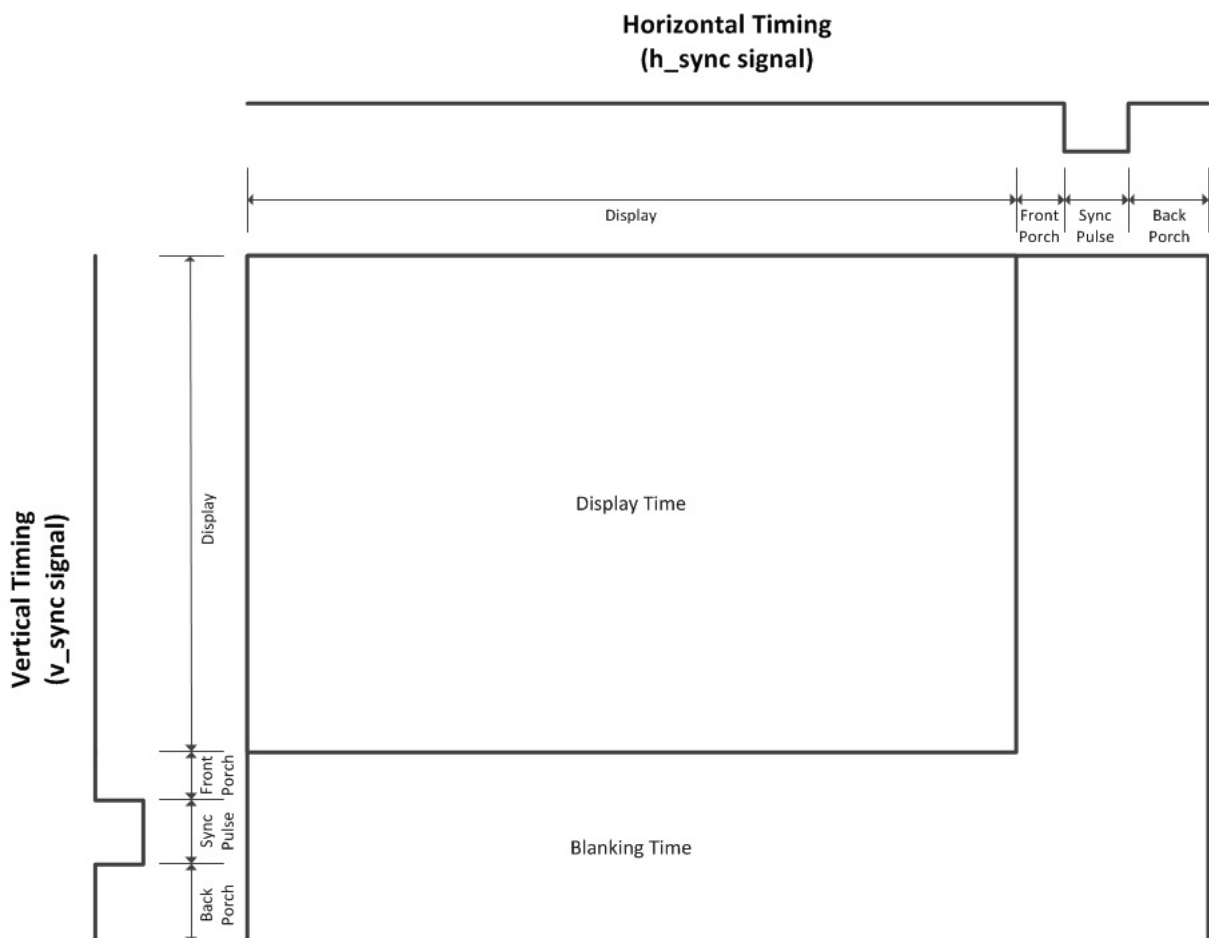 Horizontal Timing
(h_sync signal)
Display
Front
Porch
Sync
Pulse
Back
Porch
Vertical Timing
(v_sync signal)
Display
Display Time
Front
Porch
Sync
Pulse
Blanking Time
Back
Porch